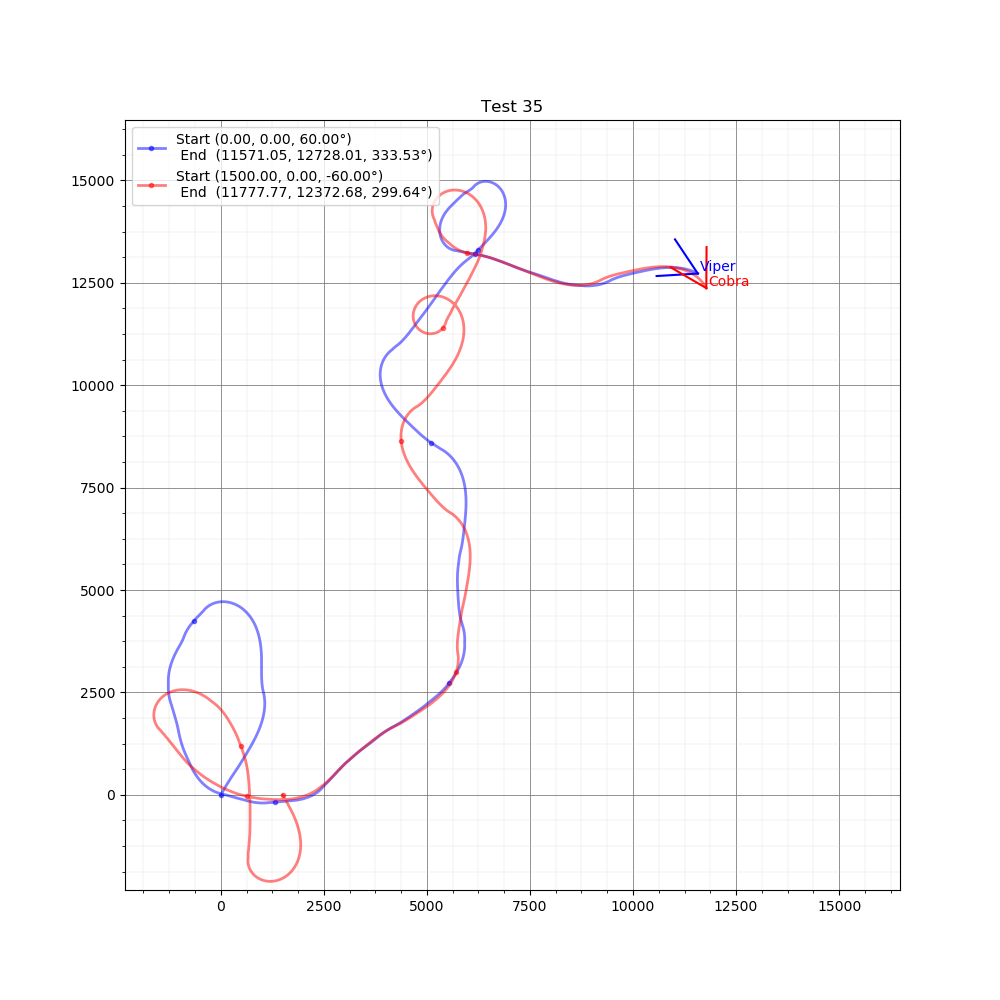 Test 35
Start (0.00, 0.00, 60.00°)
End (11571.05, 12728.01, 333.53°)
Start (1500.00, 0.00, -60.00°)
End (11777.77, 12372.68, 299.64°)
15000
12500
10000
7500
5000
2500
0
Viper
Cobra
0 2500 5000 7500 10000 12500 15000